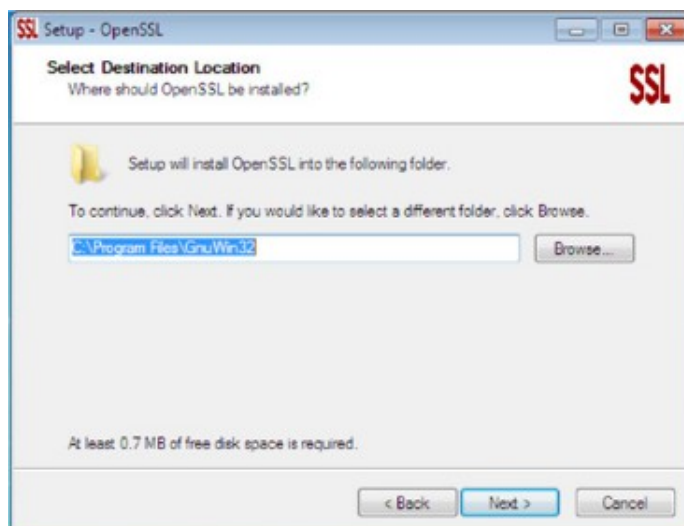 SSL Setup - OpenSSL
Select Destination Location
Where should OpenSSL be installed?
SSL
Setup will install OpenSSL into the following folder.
To continue, click Next. If you would like to select a different folder, click Browse.
C:\Program Files\GnuWin32
Browse...
At least 0.7 MB of free disk space is required.
< Back
Next >
Cancel